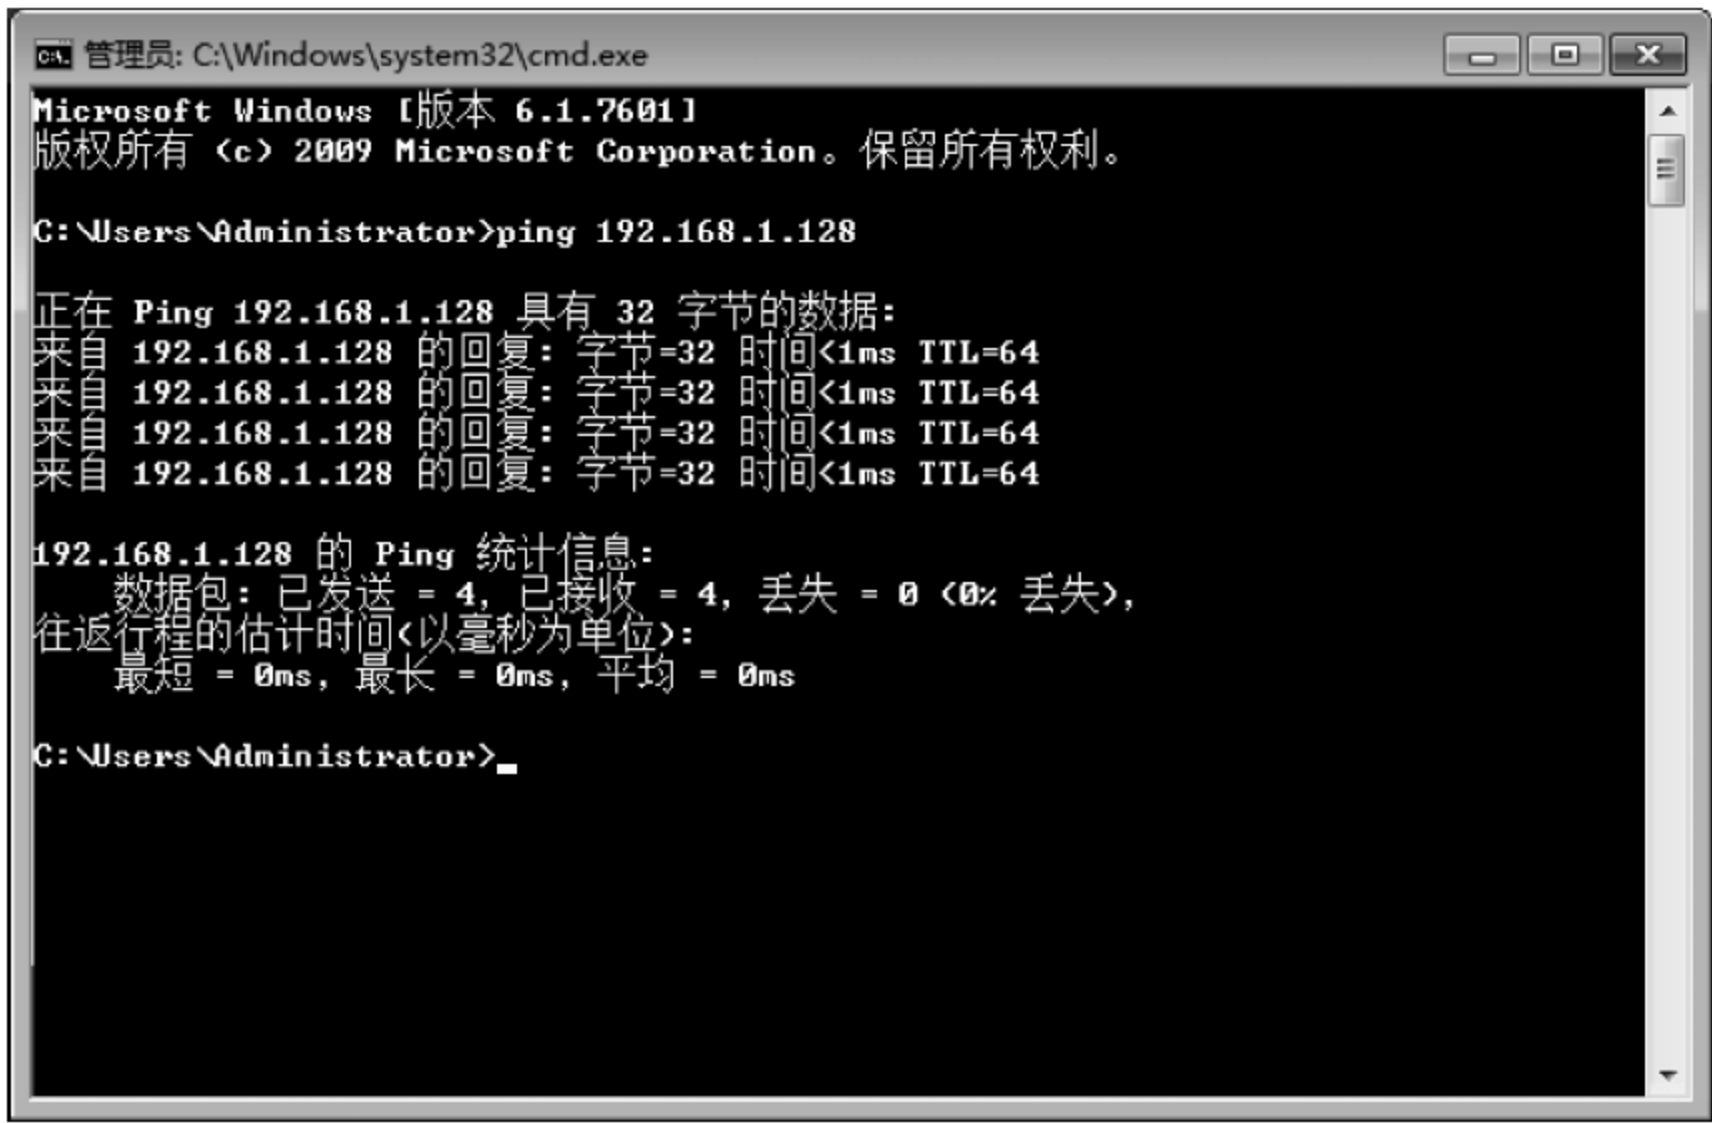 管理员: C:\Windows\system32\cmd.exe
Microsoft Windows [版本 6.1.7601]
版权所有 (c) 2009 Microsoft Corporation。保留所有权利。
C:\Users\Administrator>ping 192.168.1.128
正在 Ping 192.168.1.128 具有 32 字节的数据:
来自 192.168.1.128 的回复: 字节=32 时间<1ms TTL=64
来自 192.168.1.128 的回复: 字节=32 时间<1ms TTL=64
来自 192.168.1.128 的回复: 字节=32 时间<1ms TTL=64
来自 192.168.1.128 的回复: 字节=32 时间<1ms TTL=64
192.168.1.128 的 Ping 统计信息:
数据包: 已发送 = 4, 已接收 = 4, 丢失 = 0 (0% 丢失),
往返行程的估计时间(以毫秒为单位):
最短 = 0ms, 最长 = 0ms, 平均 = 0ms
C:\Users\Administrator>